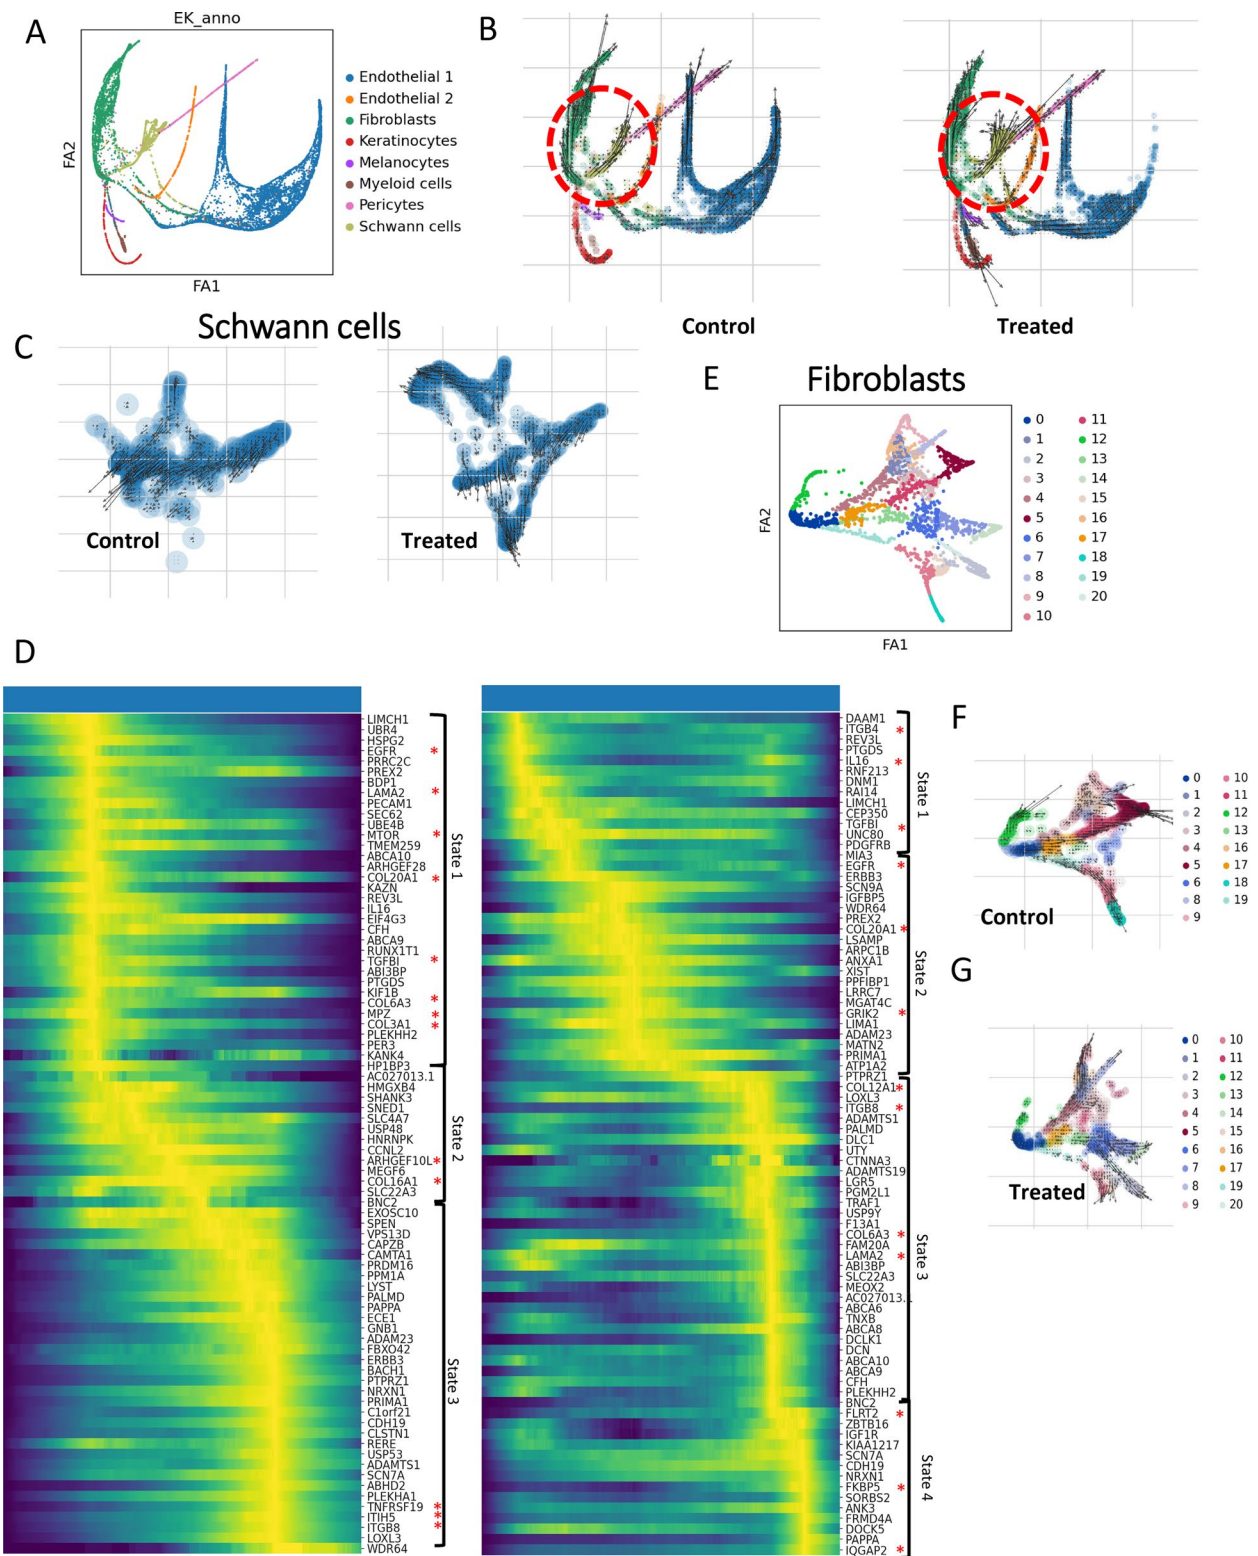 A
EK_anno
FA2
FA1
Endothelial 1
Endothelial 2
Fibroblasts
Keratinocytes
Melanocytes
Myeloid cells
Pericytes
Schwann cells
B
Control
Treated
C
Schwann cells
Control
Treated
E
Fibroblasts
FA2
FA1
0
1
2
3
4
5
6
7
8
9
10
11
12
13
14
15
16
17
18
19
20
D
LIMCH1
UBR4
HSPG2
EGFR *
PRRC2C
PREX2
BDP1
LAMA2 *
PECAM1
SEC62
UBE4B
MTOR *
TMEM259
ABCA10
ARHGEF28
COL20A1 *
KAZN
REV3L
IL16
EIF4G3
CFH
ABCA9
RUNX1T1
TGFBI *
ABI3BP
PTGDS
KIF1B
COL6A3 *
MPZ *
COL3A1 *
PLEKHH2
PER3
KANK4
HP1BP3
AC027013.1
HMGXB4
SHANK3
SNED1
SLC4A7
USP48
HNRNPK
CCNL2
ARHGEF10L *
MEGF6
COL16A1 *
SLC22A3
BNC2
EXOSC10
SPEN
VPS13D
CAPZB
CAMTA1
PRDM16
PPM1A
LYST
PALMD
PAPPA
ECE1
GNB1
ADAM23
FBXO42
ERBB3
BACH1
PTPRZ1
NRXN1
PRIMA1
C1orf21
CDH19
CLSTN1
RERE
USP53
ADAMTS1
SCN7A
ABHD2
PLEKHA1
TNFRSF19 *
ITIH5 *
ITGB8 *
LOXL3
WDR64
State 1
State 2
State 3
DAAM1
ITGB4 *
REV3L
PTGDS
IL16 *
RNF213
DNM1
RAI14
LIMCH1
CEP350
TGFBI *
UNC80
PDGFRB
MIA3
EGFR *
ERBB3
SCN9A
IGFBP5
WDR64
PREX2
COL20A1 *
LSAMP
ARPC1B
ANXA1
XIST
PPFIBP1
LRRC7
MGAT4C
GRIK2 *
LIMA1
ADAM23
MATN2
PRIMA1
ATP1A2
PTPRZ1
COL12A1 *
LOXL3
ITGB8 *
ADAMTS1
PALMD
DLC1
UTY
CTNNA3
ADAMTS19
LGR5
PGM2L1
TRAF1
USP9Y
F13A1
COL6A3 *
FAM20A
LAMA2 *
ABI3BP
SLC22A3
MEOX2
AC027013.1
ABCA6
TNXB
ABCA8
DCLK1
DCN
ABCA10
ABCA9
CFH
PLEKHH2
BNC2
FLRT2 *
ZBTB16
IGF1R
KIAA1217
SCN7A
CDH19
NRXN1
FKBP5 *
SORBS2
ANK3
FRMD4A
DOCK5
PAPPA
IQGAP2 *
State 1
State 2
State 3
State 4
F
Control
0
1
2
3
4
5
6
8
9
10
11
12
13
16
17
18
19
G
Treated
0
1
2
3
4
5
6
7
8
9
10
11
12
13
14
15
16
17
19
20